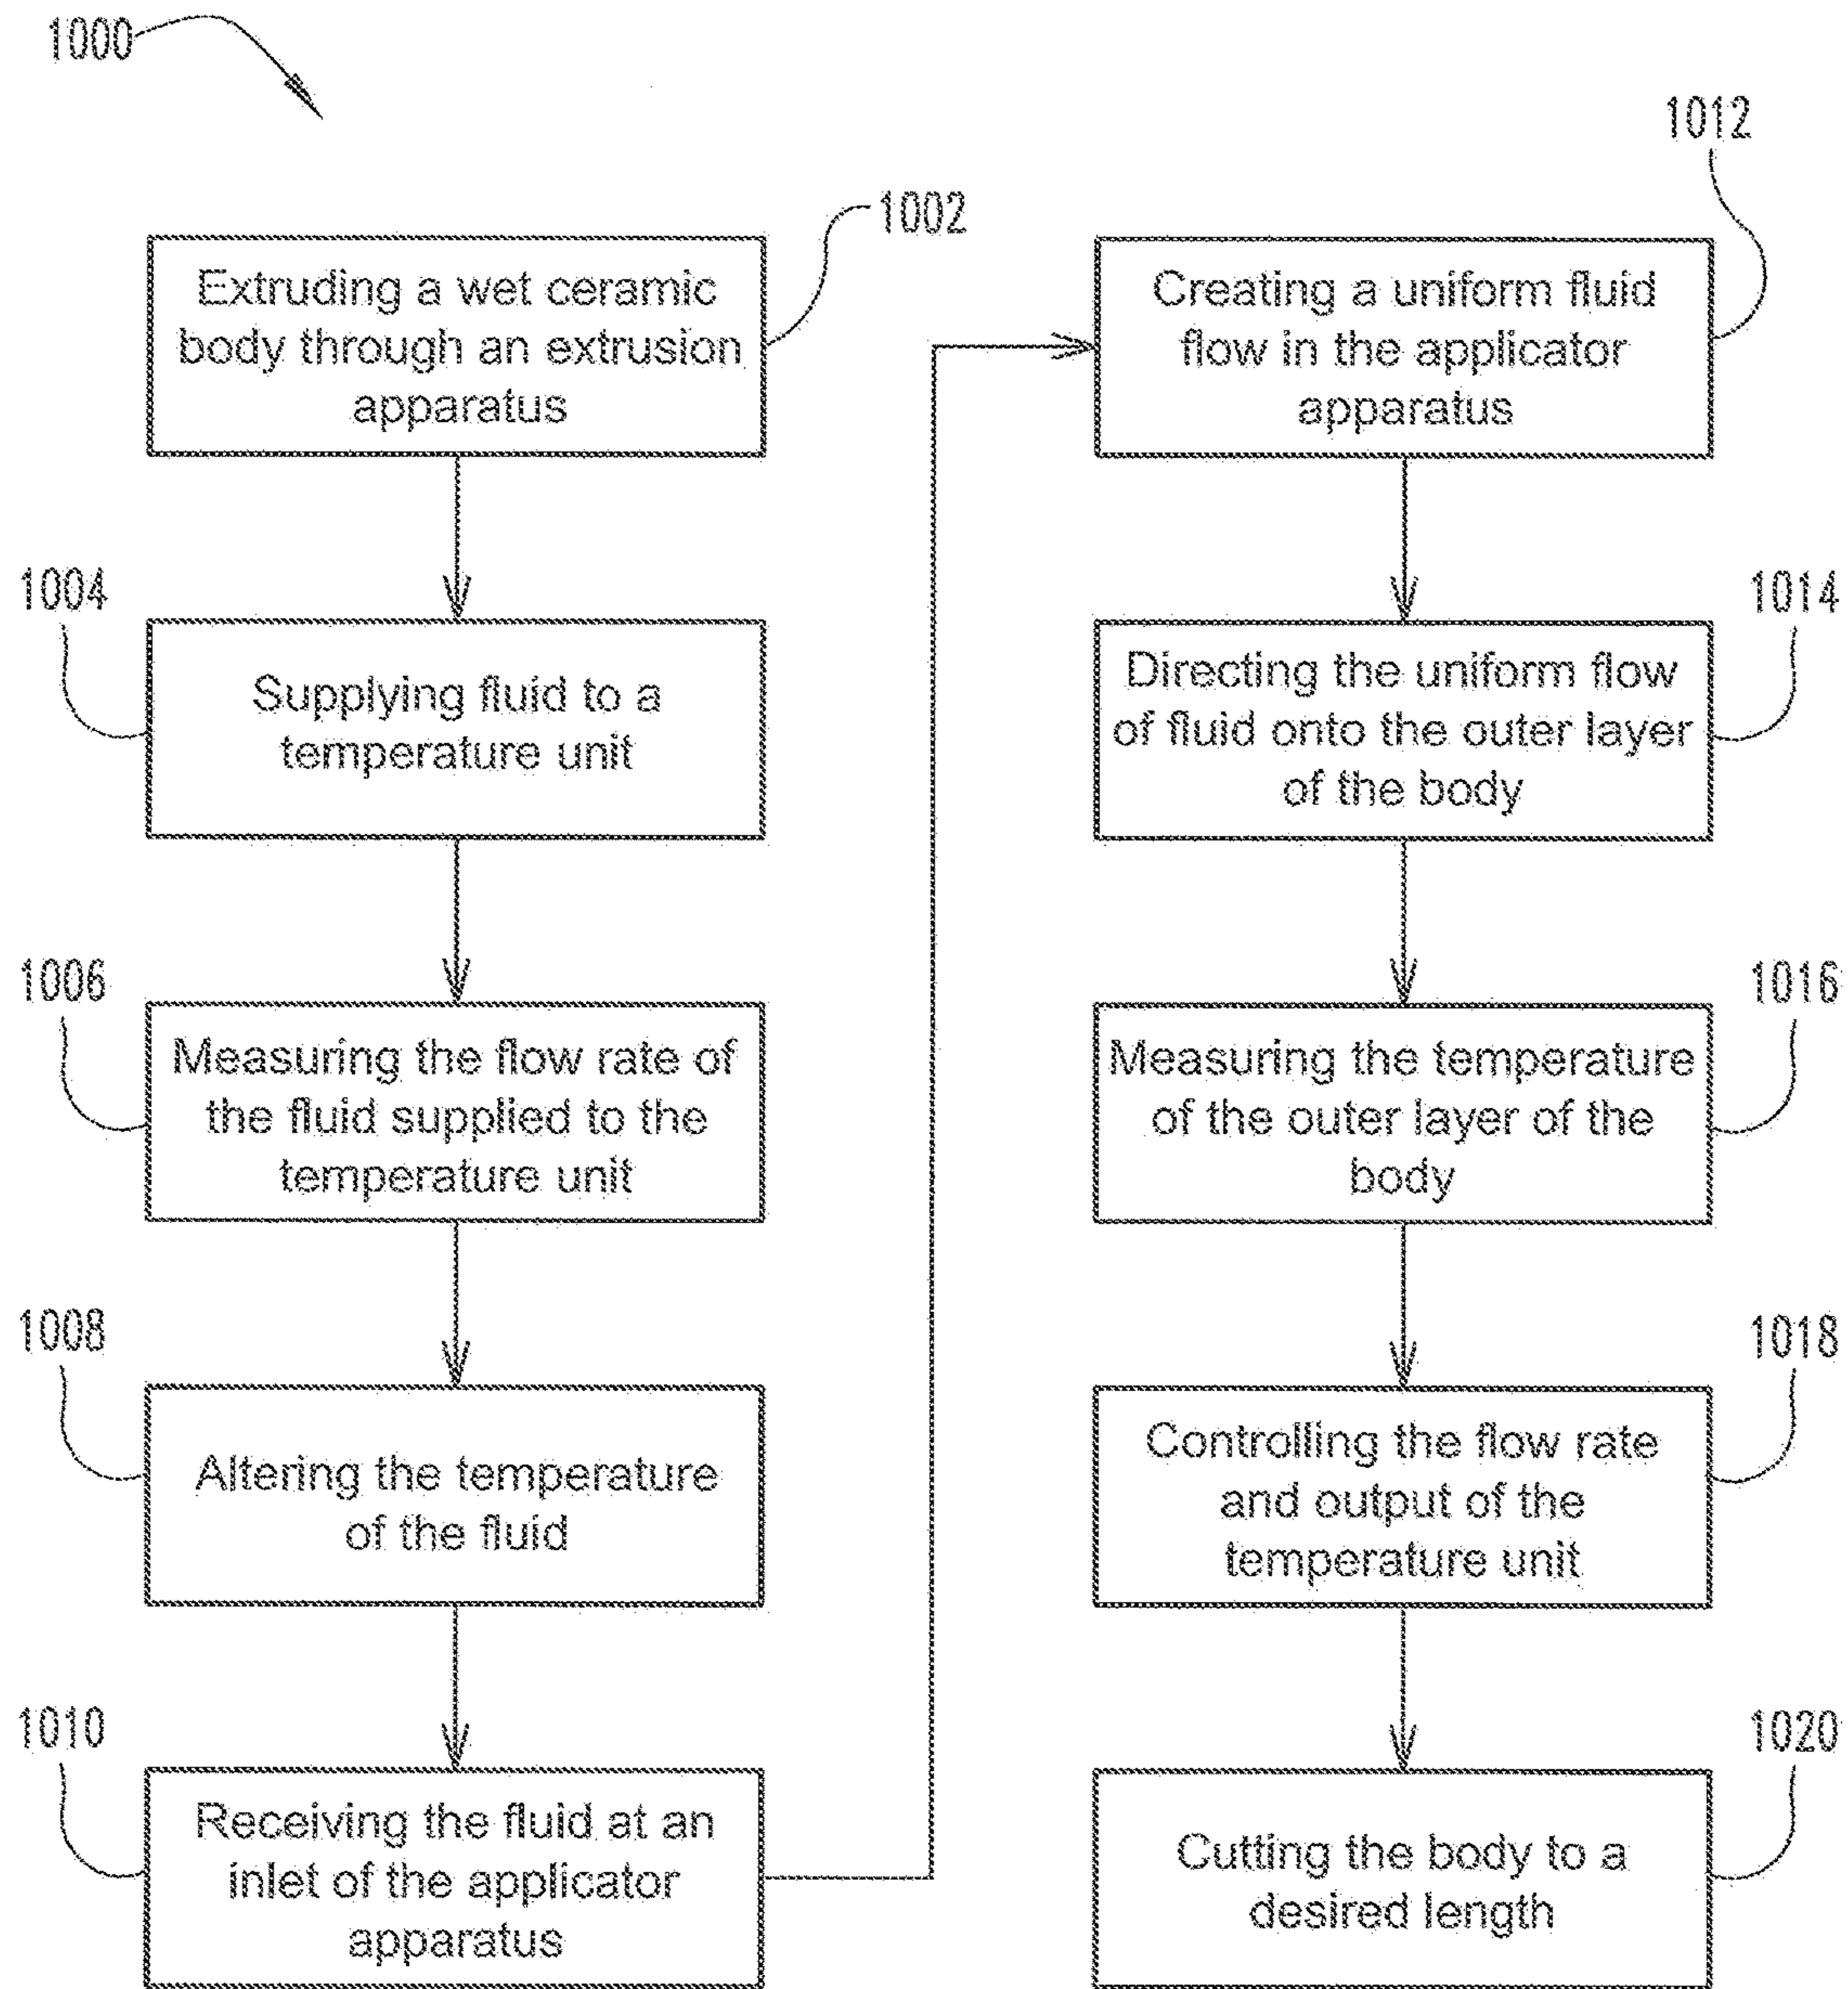 1000
1002
Extruding a wet ceramic
body through an extrusion
apparatus
1004
Supplying fluid to a
temperature unit
1006
Measuring the flow rate of
the fluid supplied to the
temperature unit
1008
Altering the temperature
of the fluid
1010
Receiving the fluid at an
inlet of the applicator
apparatus
1012
Creating a uniform fluid
flow in the applicator
apparatus
1014
Directing the uniform flow
of fluid onto the outer layer
of the body
1016
Measuring the temperature
of the outer layer of the
body
1018
Controlling the flow rate
and output of the
temperature unit
1020
Cutting the body to a
desired length